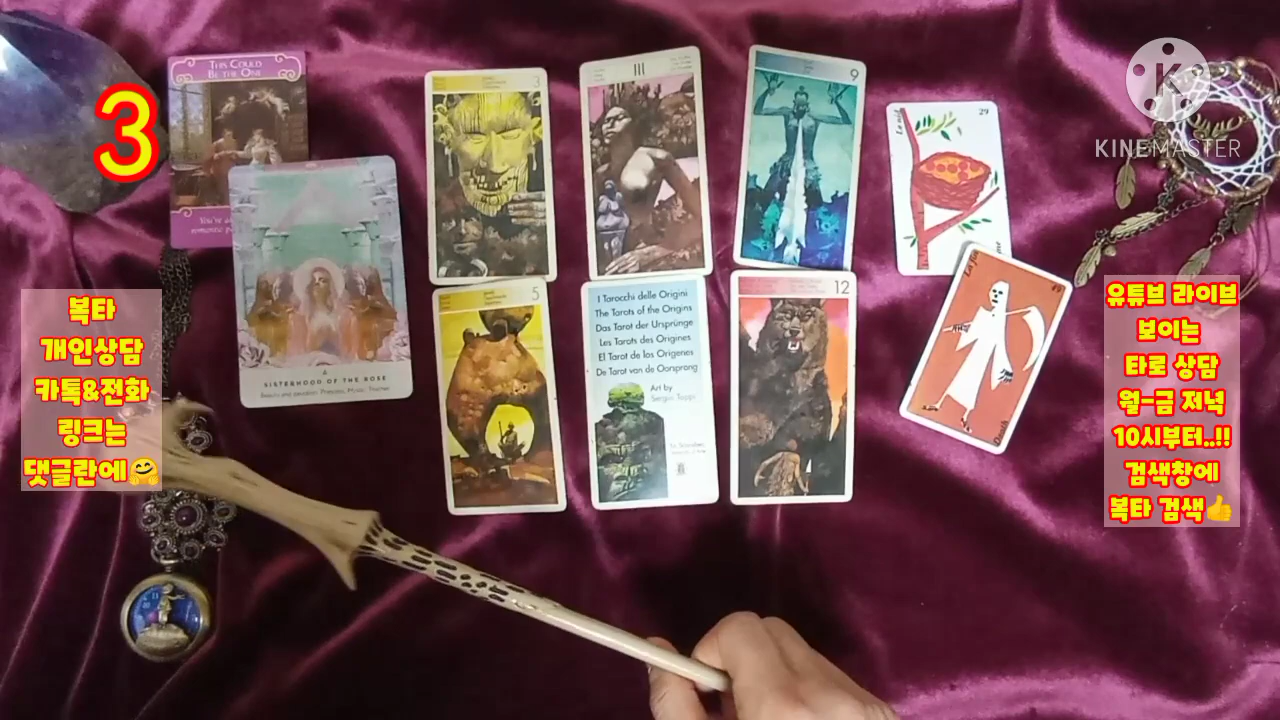 3
THIS COULD
BE THE ONE
SISTERHOOD OF THE ROSE
3
III
9
29
5
I Tarocchi delle Origini
The Tarots of the Origins
Das Tarot der Ursprünge
Les Tarots des Origines
El Tarot de los Orígenes
De Tarot van de Oorsprong
Art by
Sergio Toppi
12
Death
복타
개인상담
카톡&전화
링크는
댓글란에🤗
KINEMASTER
유튜브 라이브
보이는
타로 상담
월-금 저녁
10시부터..!!
검색창에
복타 검색👍